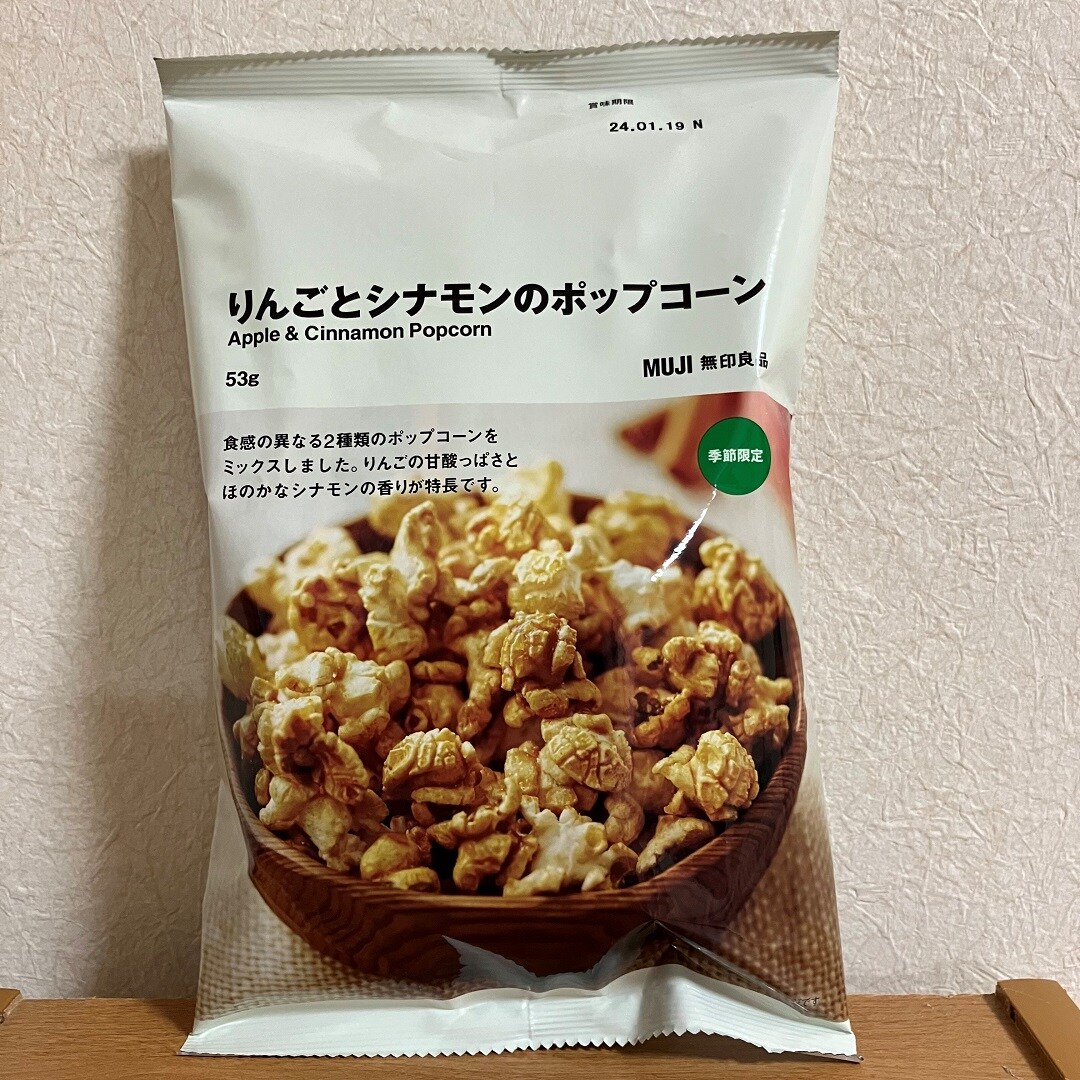 賞味期限
24.01.19 N
りんごとシナモンのポップコーン
Apple & Cinnamon Popcorn
53g
MUJI 無印良品
食感の異なる2種類のポップコーンを
ミックスしました。りんごの甘酸っぱさと
ほのかなシナモンの香りが特長です。
季節限定
です